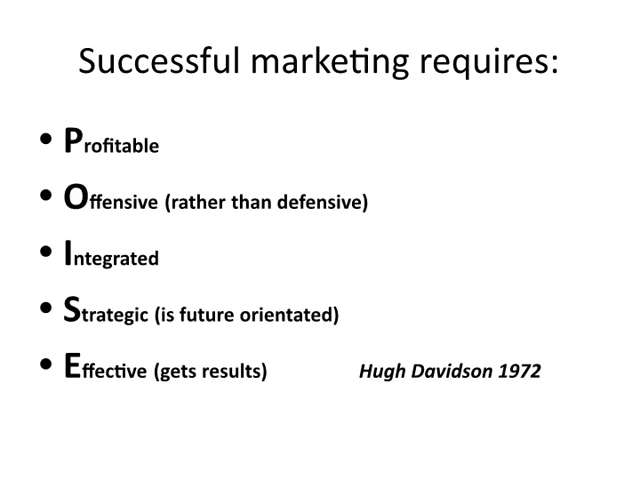 Successful marketing requires:
• Profitable
• Offensive (rather than defensive)
• Integrated
• Strategic (is future orientated)
• Effective (gets results) Hugh Davidson 1972